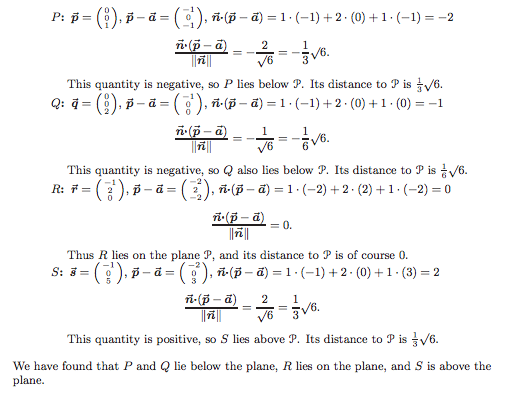 P: p⃗ = (0 0 1), p⃗ − a⃗ = (−1 0 −1), n⃗·(p⃗ − a⃗) = 1 · (−1) + 2 · (0) + 1 · (−1) = −2
n⃗·(p⃗ − a⃗) / ‖n⃗‖ = − 2/√6 = − 1/3 √6.
This quantity is negative, so P lies below 𝒫. Its distance to 𝒫 is 1/3 √6.
Q: q⃗ = (0 0 2), p⃗ − a⃗ = (−1 0 0), n⃗·(p⃗ − a⃗) = 1 · (−1) + 2 · (0) + 1 · (0) = −1
n⃗·(p⃗ − a⃗) / ‖n⃗‖ = − 1/√6 = − 1/6 √6.
This quantity is negative, so Q also lies below 𝒫. Its distance to 𝒫 is 1/6 √6.
R: r⃗ = (−1 2 0), p⃗ − a⃗ = (−2 2 −2), n⃗·(p⃗ − a⃗) = 1 · (−2) + 2 · (2) + 1 · (−2) = 0
n⃗·(p⃗ − a⃗) / ‖n⃗‖ = 0.
Thus R lies on the plane 𝒫, and its distance to 𝒫 is of course 0.
S: s⃗ = (−1 0 5), p⃗ − a⃗ = (−2 0 3), n⃗·(p⃗ − a⃗) = 1 · (−1) + 2 · (0) + 1 · (3) = 2
n⃗·(p⃗ − a⃗) / ‖n⃗‖ = 2/√6 = 1/3 √6.
This quantity is positive, so S lies above 𝒫. Its distance to 𝒫 is 1/3 √6.
We have found that P and Q lie below the plane, R lies on the plane, and S is above the
plane.